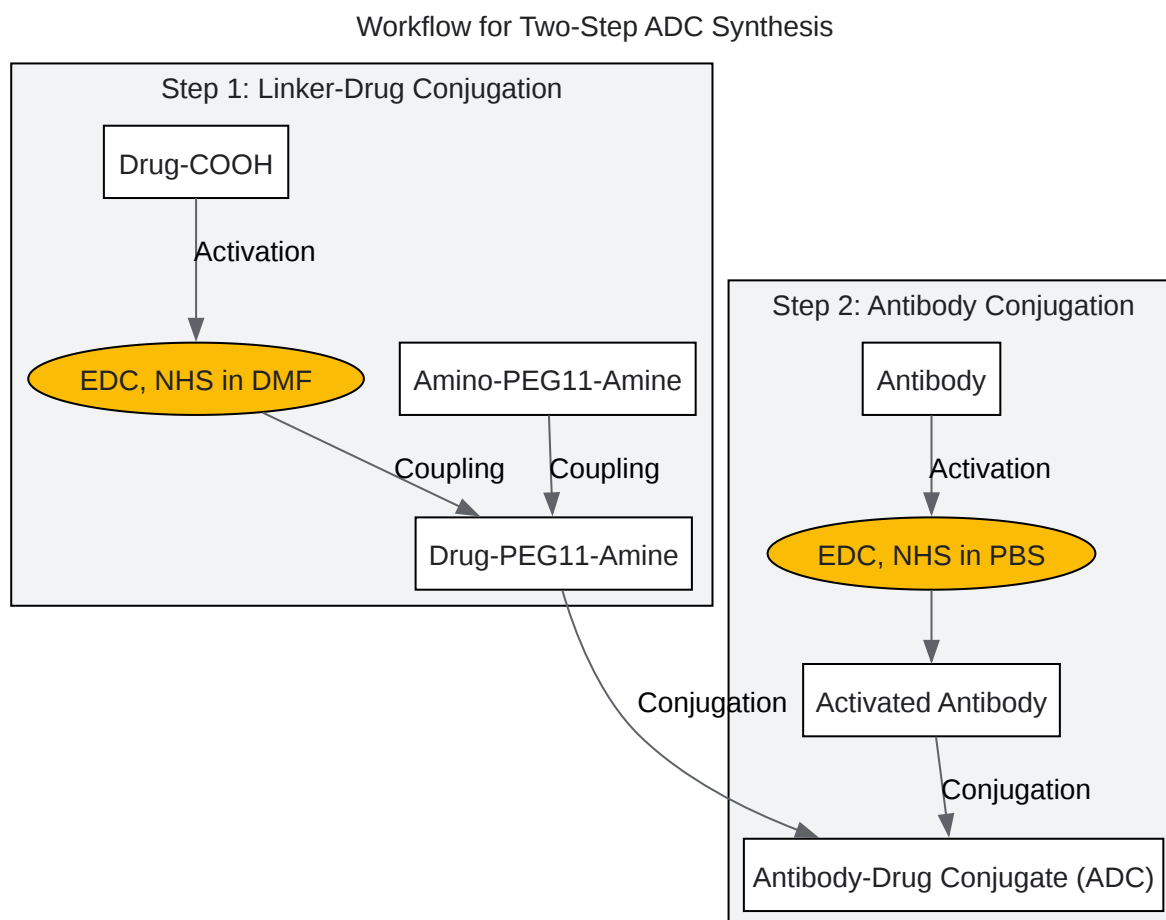 Workflow for Two-Step ADC Synthesis
Step 1: Linker-Drug Conjugation
Drug-COOH
Activation
EDC, NHS in DMF
Amino-PEG11-Amine
Coupling
Coupling
Drug-PEG11-Amine
Conjugation
Step 2: Antibody Conjugation
Antibody
Activation
EDC, NHS in PBS
Activated Antibody
Conjugation
Antibody-Drug Conjugate (ADC)